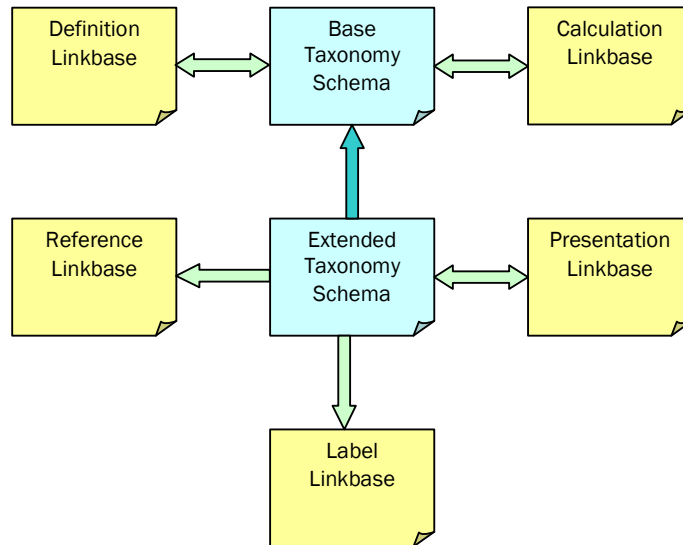 Definition
Linkbase
Base
Taxonomy
Schema
Calculation
Linkbase
Reference
Linkbase
Extended
Taxonomy
Schema
Presentation
Linkbase
Label
Linkbase